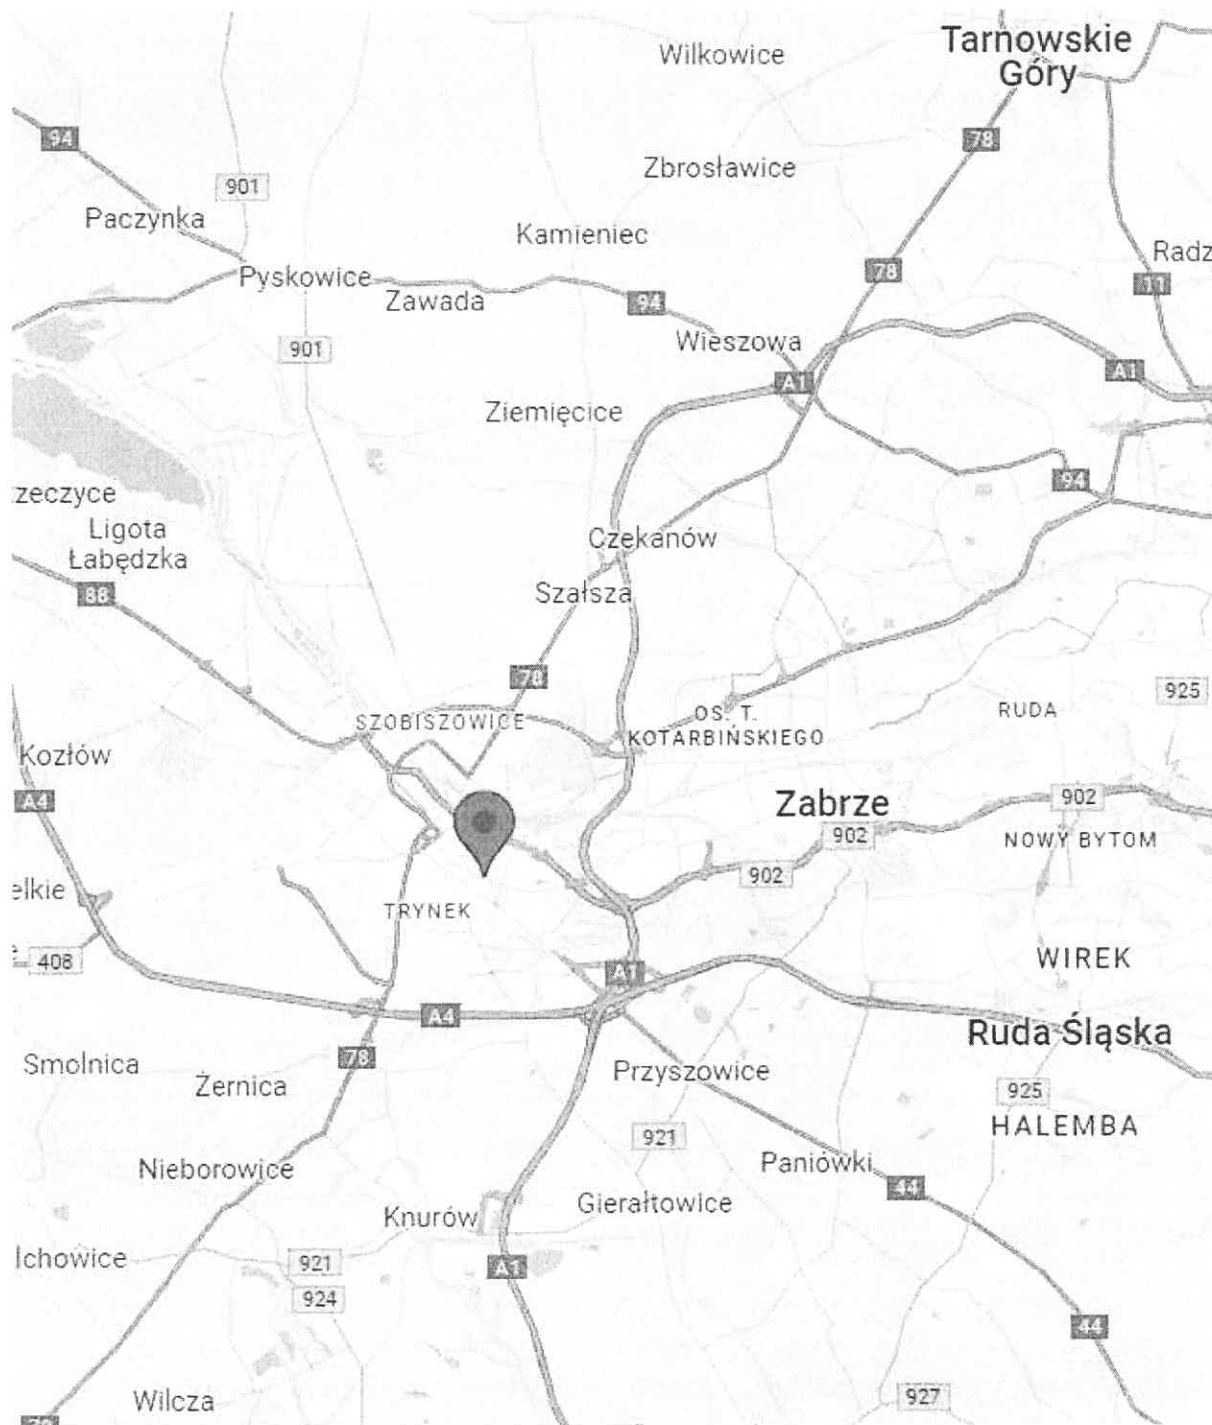 Wilkowice
Tarnowskie
Góry
94
78
Zbrosławice
901
Paczynka
Kamieniec
Radz
Pyskowice
78
11
Zawada
94
901
Wieszowa
A1
A1
Ziemięcice
94
zeczyce
Ligota
Łabędzka
Czekanów
88
Szałsza
78
925
SZOBISZOWICE
OS. T.
KOTARBIŃSKIEGO
RUDA
Kozłów
A4
Zabrze
902
902
NOWY BYTOM
902
elkie
TRYNEK
408
WIREK
A1
A4
Ruda Śląska
78
Smolnica
Żernica
Przyszowice
925
HALEMBA
921
Nieborowice
Paniówki
44
Knurów
Gierałtowice
lchowice
921
A1
924
44
Wilcza
927